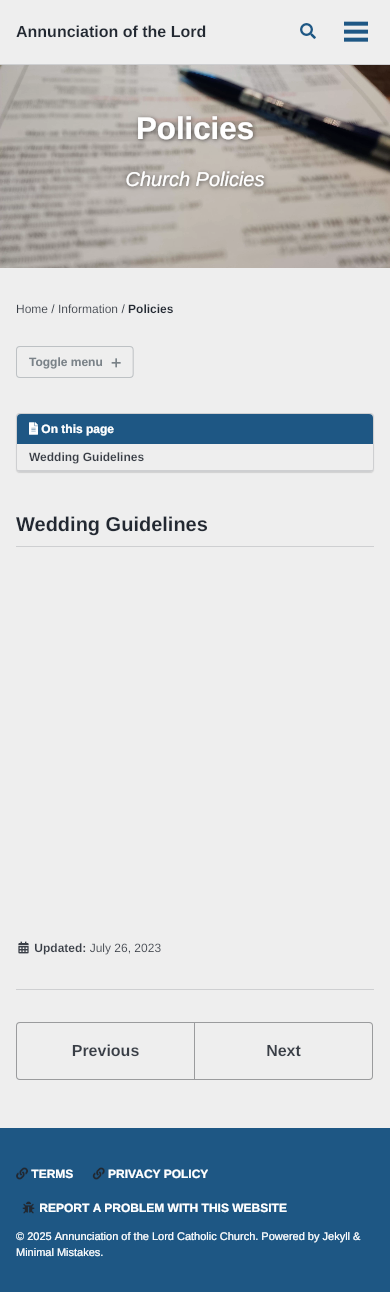 Annunciation of the Lord
Policies
Church Policies
Home / Information / Policies
Toggle menu +
On this page
Wedding Guidelines
Wedding Guidelines
Updated: July 26, 2023
Previous
Next
TERMS
PRIVACY POLICY
REPORT A PROBLEM WITH THIS WEBSITE
© 2025 Annunciation of the Lord Catholic Church. Powered by Jekyll &
Minimal Mistakes.